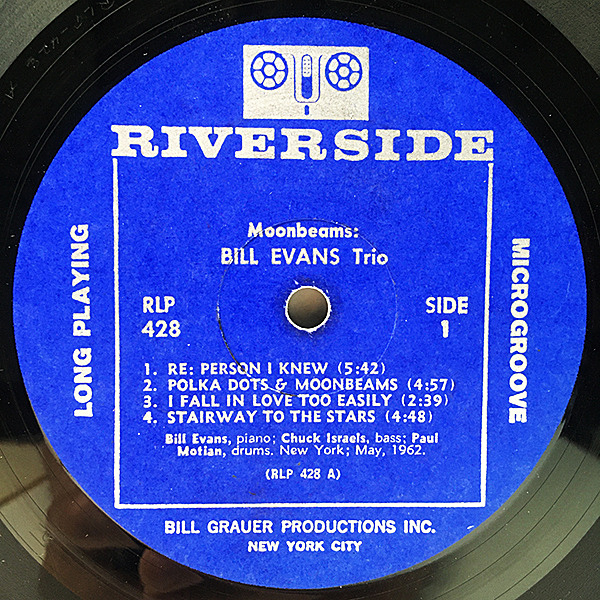 RIVERSIDE
LONG PLAYING
MICROGROOVE
Moonbeams:
BILL EVANS Trio
RLP
428
SIDE
1
1. RE: PERSON I KNEW (5:42)
2. POLKA DOTS & MOONBEAMS (4:57)
3. I FALL IN LOVE TOO EASILY (2:39)
4. STAIRWAY TO THE STARS (4:48)
Bill Evans, piano; Chuck Israels, bass; Paul
Motian, drums. New York; May, 1962.
(RLP 428 A)
BILL GRAUER PRODUCTIONS INC.
NEW YORK CITY